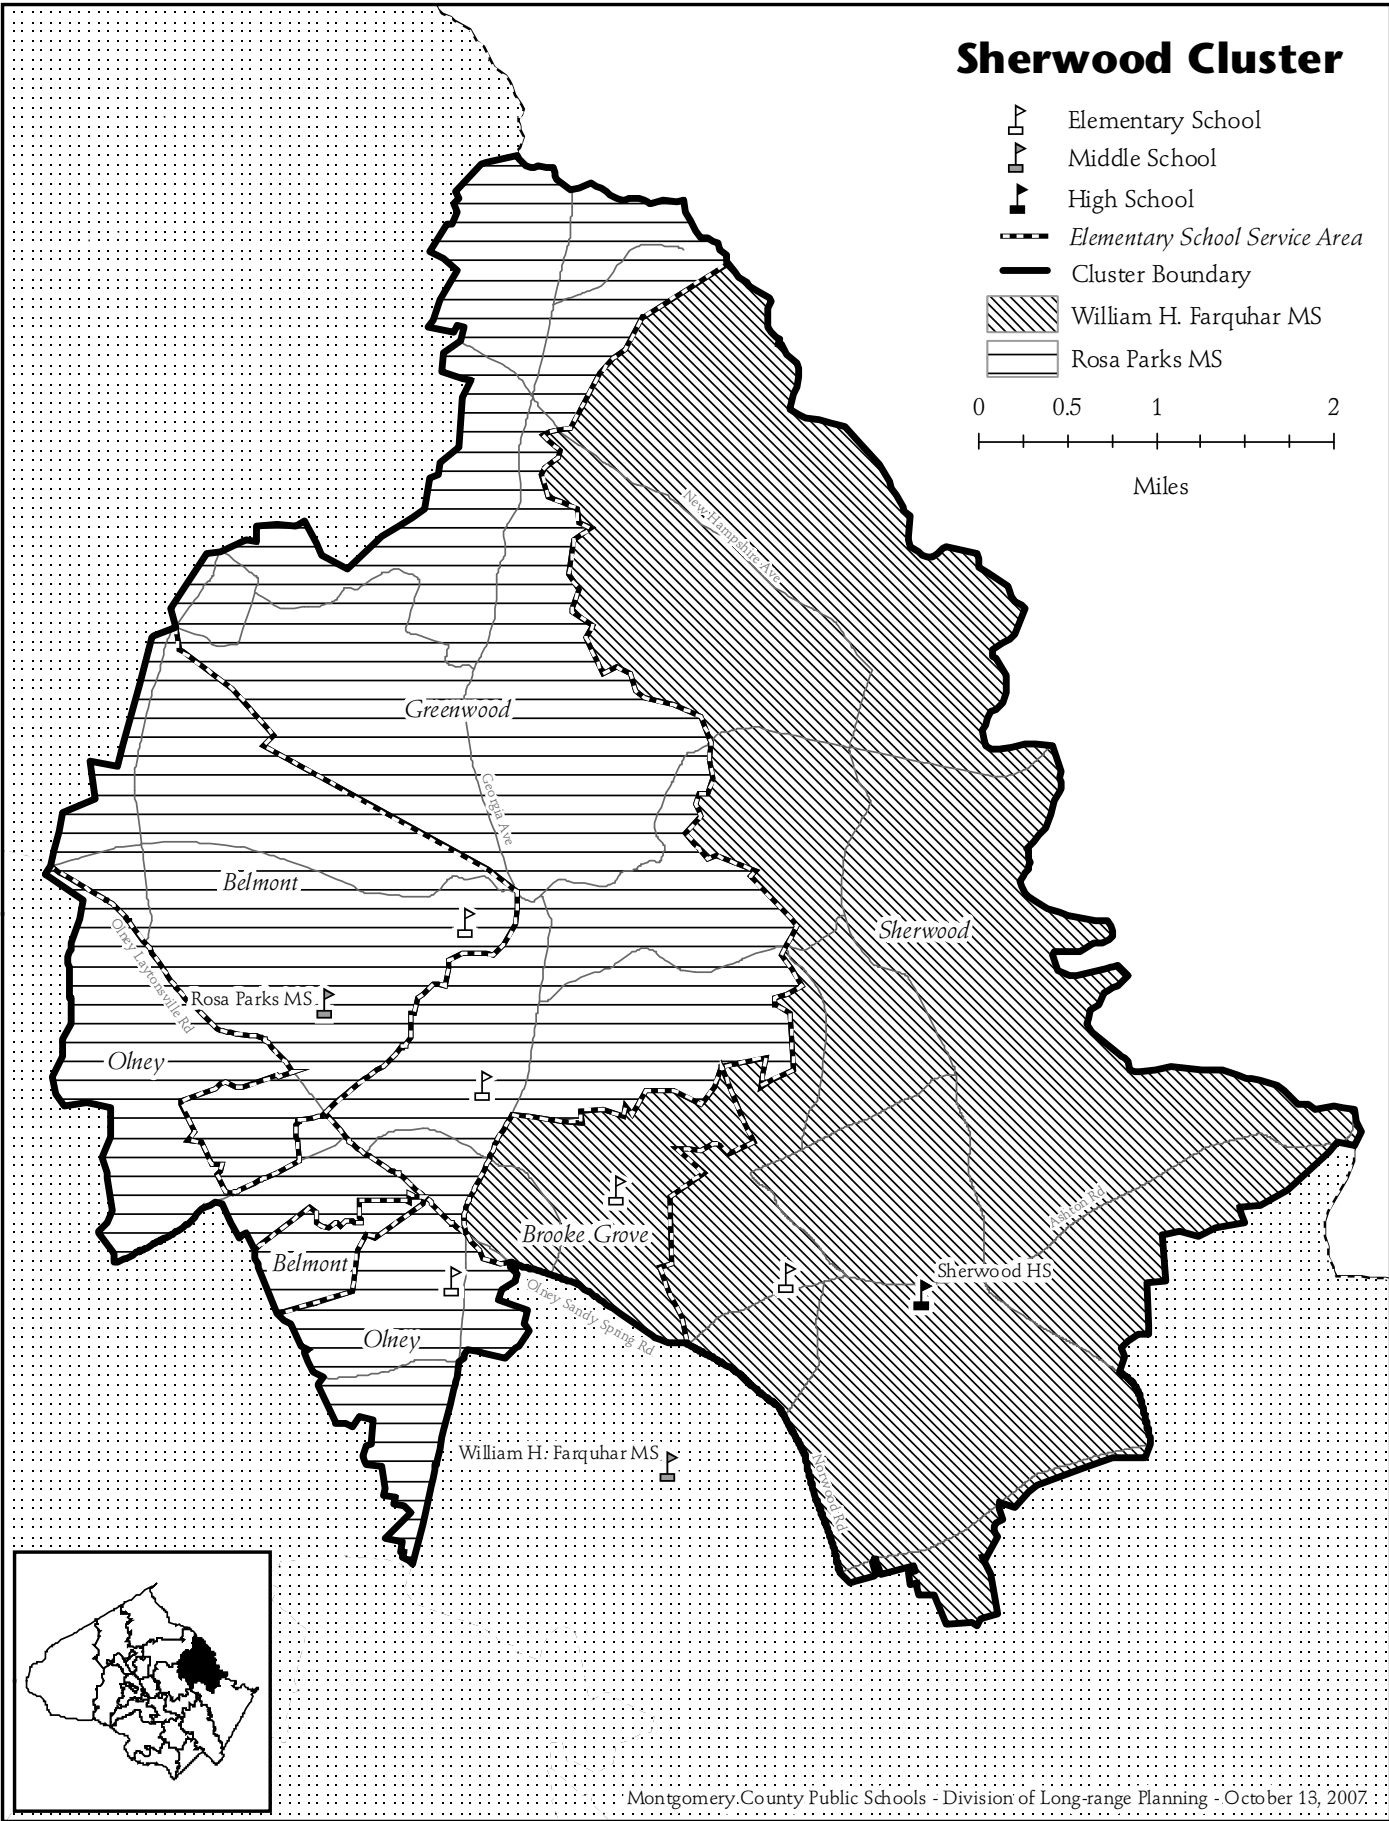 Sherwood Cluster
Elementary School
Middle School
High School
Elementary School Service Area
Cluster Boundary
William H. Farquhar MS
Rosa Parks MS
0 0.5 1 2
Miles
New Hampshire Ave
Greenwood
Georgia Ave
Belmont
Sherwood
Olney Laytonsville Rd
Rosa Parks MS
Olney
Ashton Rd
Brooke Grove
Belmont
Sherwood HS
Olney Sandy Spring Rd
Olney
William H. Farquhar MS
Norwood Rd
Montgomery County Public Schools - Division of Long-range Planning - October 13, 2007